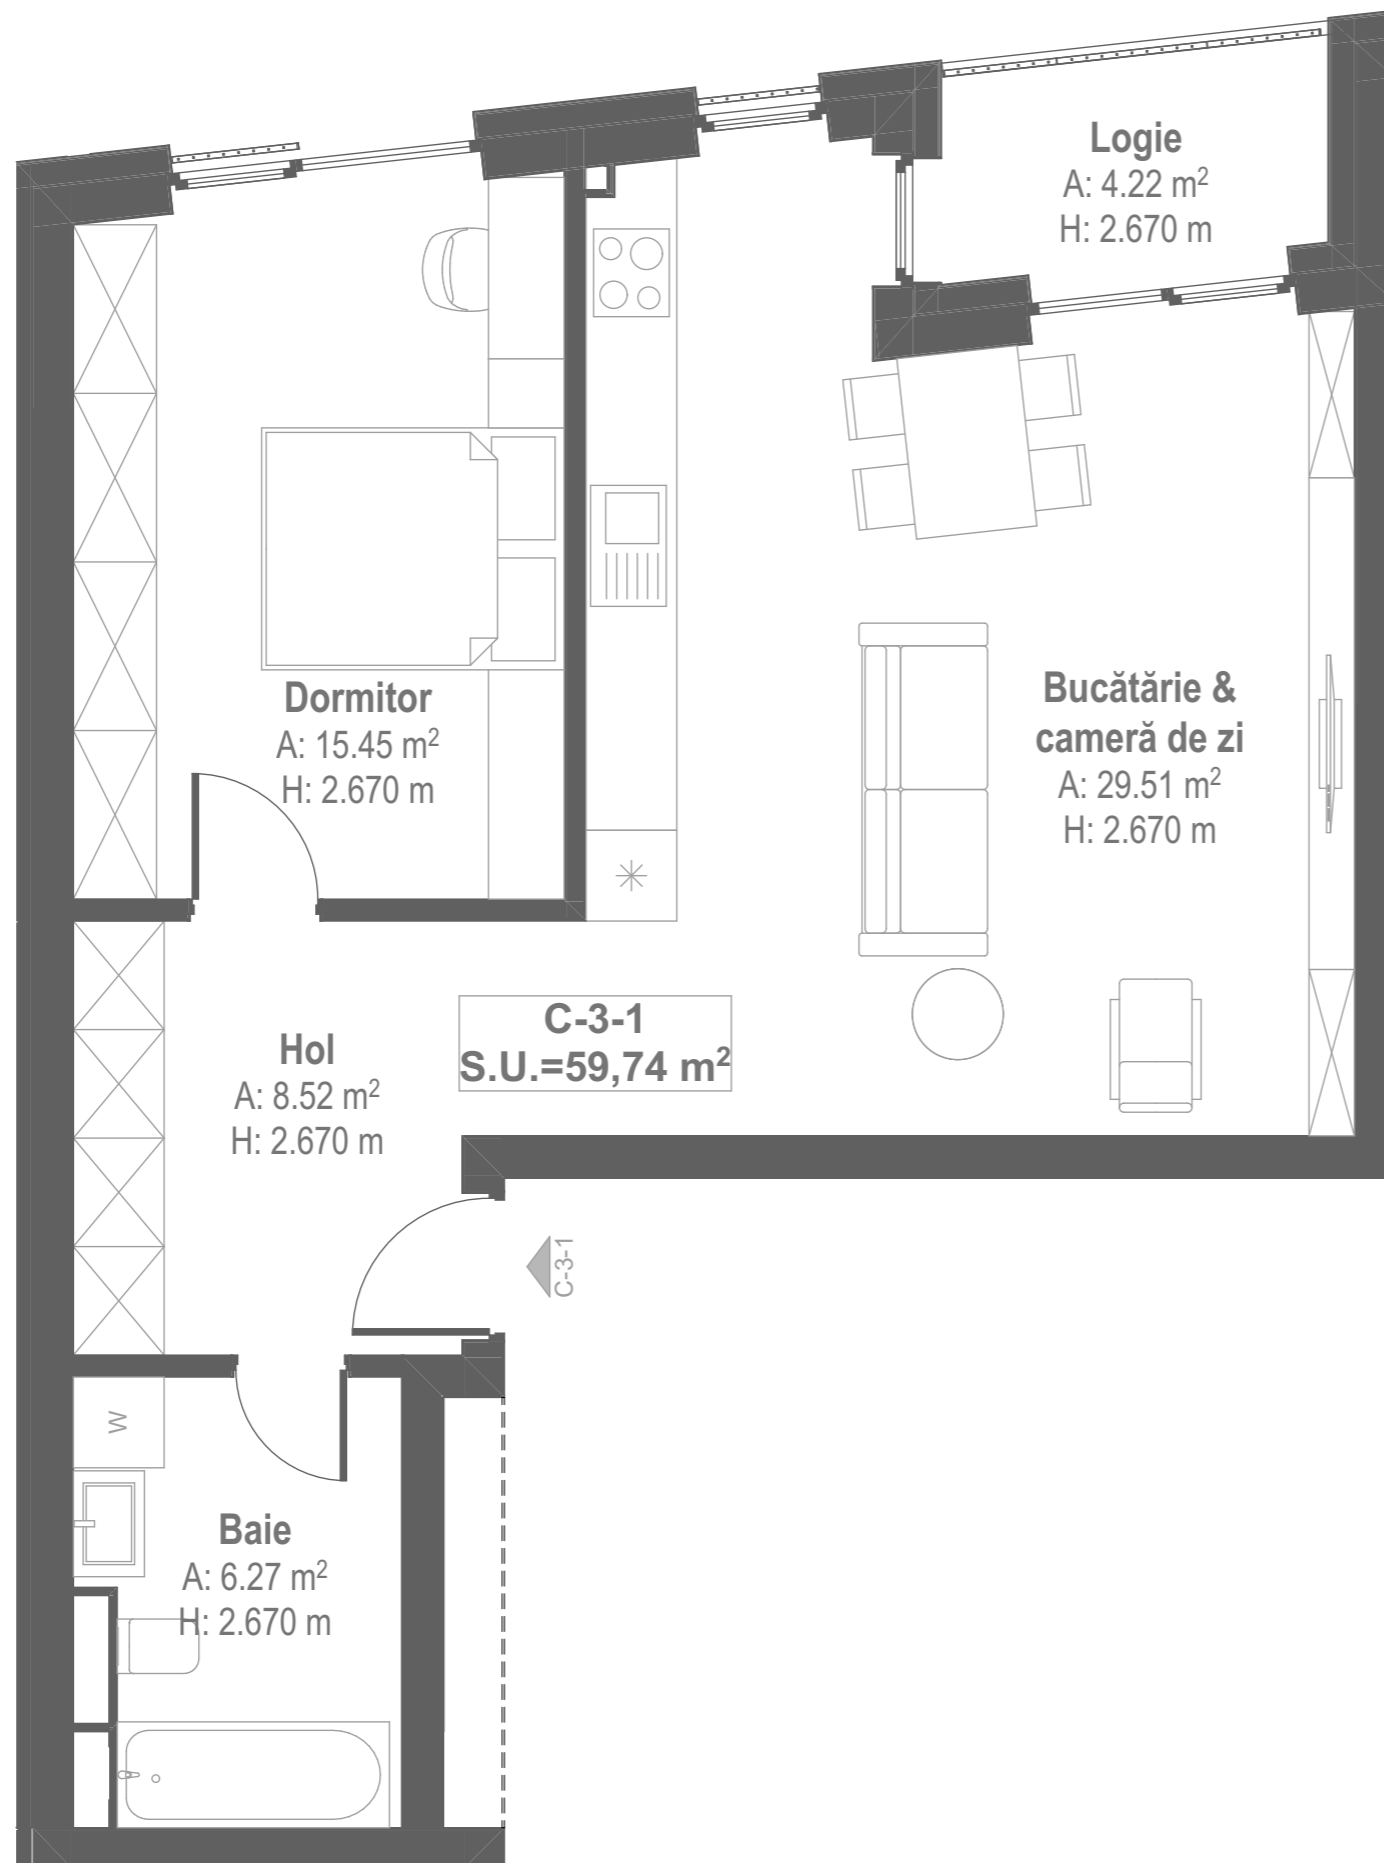 Logie
A: 4.22 m²
H: 2.670 m
Dormitor
A: 15.45 m²
H: 2.670 m
Bucătărie &
cameră de zi
A: 29.51 m²
H: 2.670 m
C-3-1
S.U.=59,74 m²
Hol
A: 8.52 m²
H: 2.670 m
C-3-1
W
Baie
A: 6.27 m²
H: 2.670 m